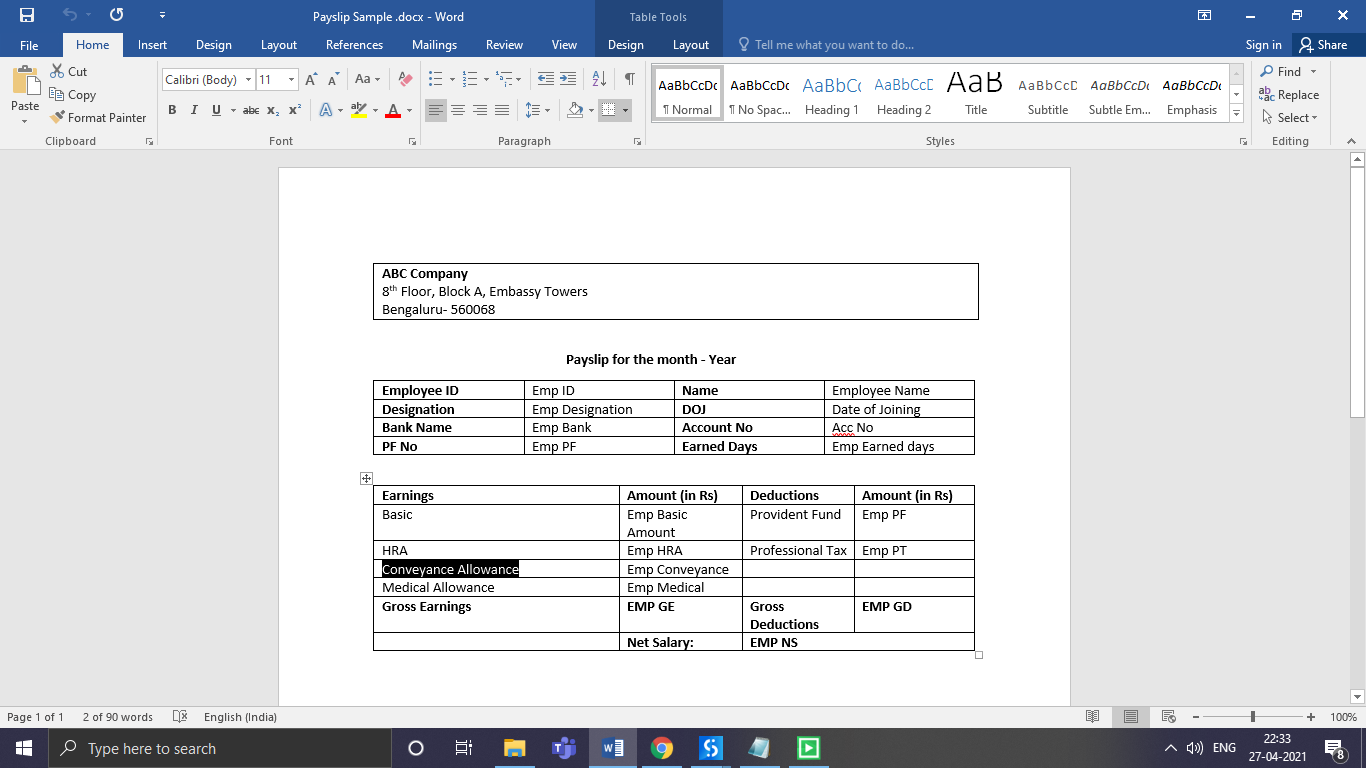 Payslip Sample .docx - Word
Table Tools
File Home Insert Design Layout References Mailings Review View Design Layout Tell me what you want to do... Sign in Share
Paste
Cut
Copy
Format Painter
Calibri (Body) 11
A A Aa
B I U abc x₂ x² A aby A
AaBbCcDc AaBbCcDc AaBbCc AaBbCcD AaB AaBbCcD AaBbCcDc AaBbCcDc
¶ Normal ¶ No Spac... Heading 1 Heading 2 Title Subtitle Subtle Em... Emphasis
Find
Replace
Select
Clipboard Font Paragraph Styles Editing
ABC Company
8th Floor, Block A, Embassy Towers
Bengaluru- 560068
Payslip for the month - Year
Employee ID Emp ID Name Employee Name
Designation Emp Designation DOJ Date of Joining
Bank Name Emp Bank Account No Acc No
PF No Emp PF Earned Days Emp Earned days
Earnings Amount (in Rs) Deductions Amount (in Rs)
Basic Emp Basic Provident Fund Emp PF
Amount
HRA Emp HRA Professional Tax Emp PT
Conveyance Allowance Emp Conveyance
Medical Allowance Emp Medical
Gross Earnings EMP GE Gross EMP GD
Deductions
Net Salary: EMP NS
Page 1 of 1 2 of 90 words English (India) 100%
Type here to search
ENG
22:33
27-04-2021
8